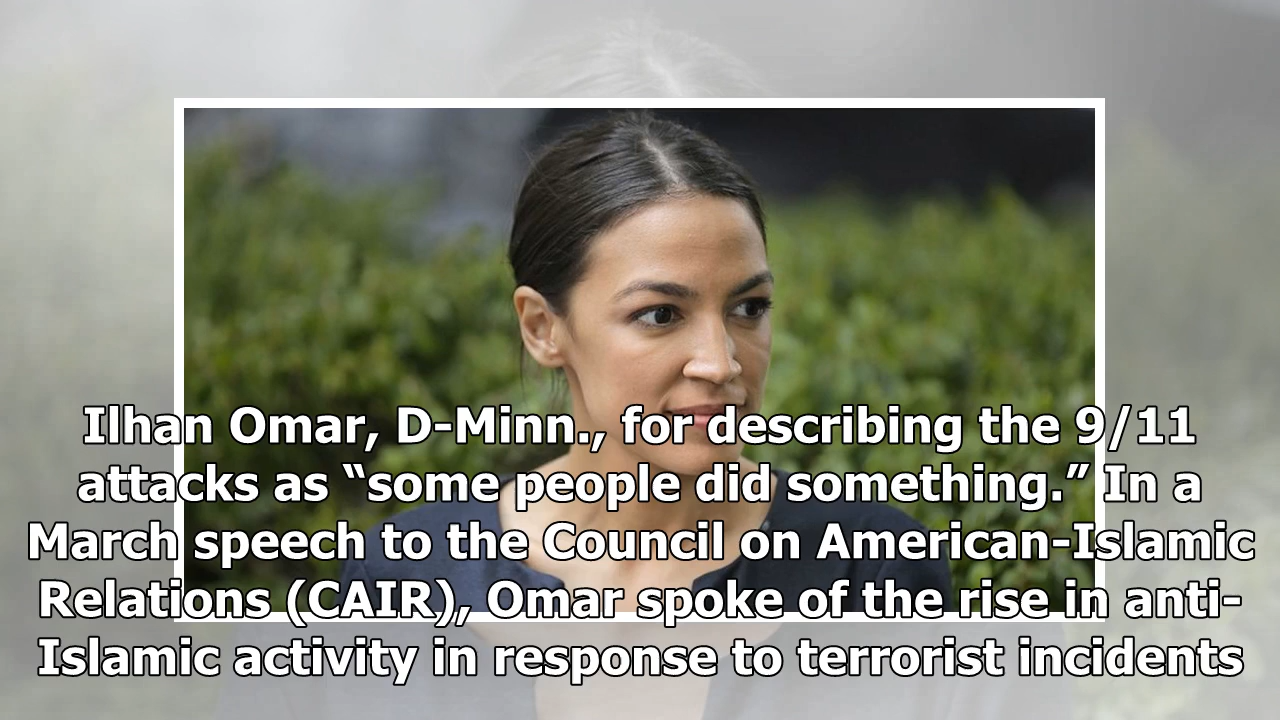 Ilhan Omar, D-Minn., for describing the 9/11
attacks as “some people did something.” In a
March speech to the Council on American-Islamic
Relations (CAIR), Omar spoke of the rise in anti-
Islamic activity in response to terrorist incidents